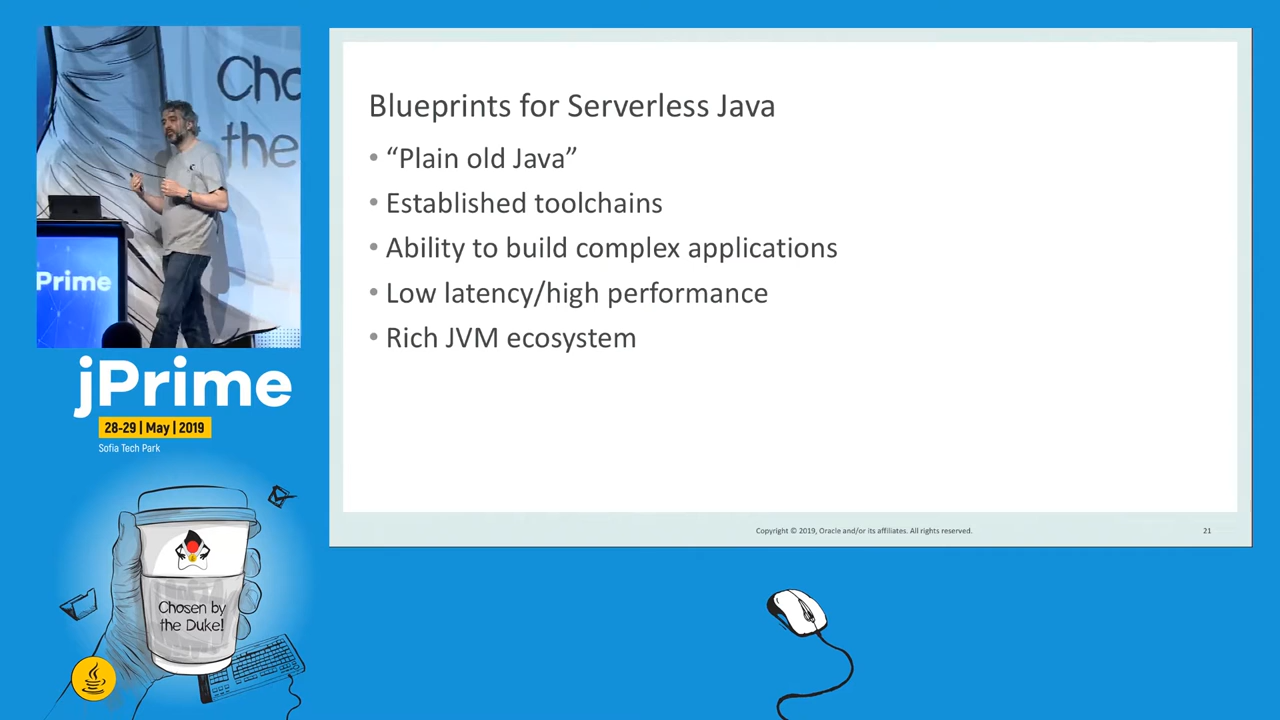 Cho
the
Prime
jPrime
28-29 | May | 2019
Sofia Tech Park
Chosen by
the Duke!
Blueprints for Serverless Java
• “Plain old Java”
• Established toolchains
• Ability to build complex applications
• Low latency/high performance
• Rich JVM ecosystem
Copyright © 2019, Oracle and/or its affiliates. All rights reserved.
21